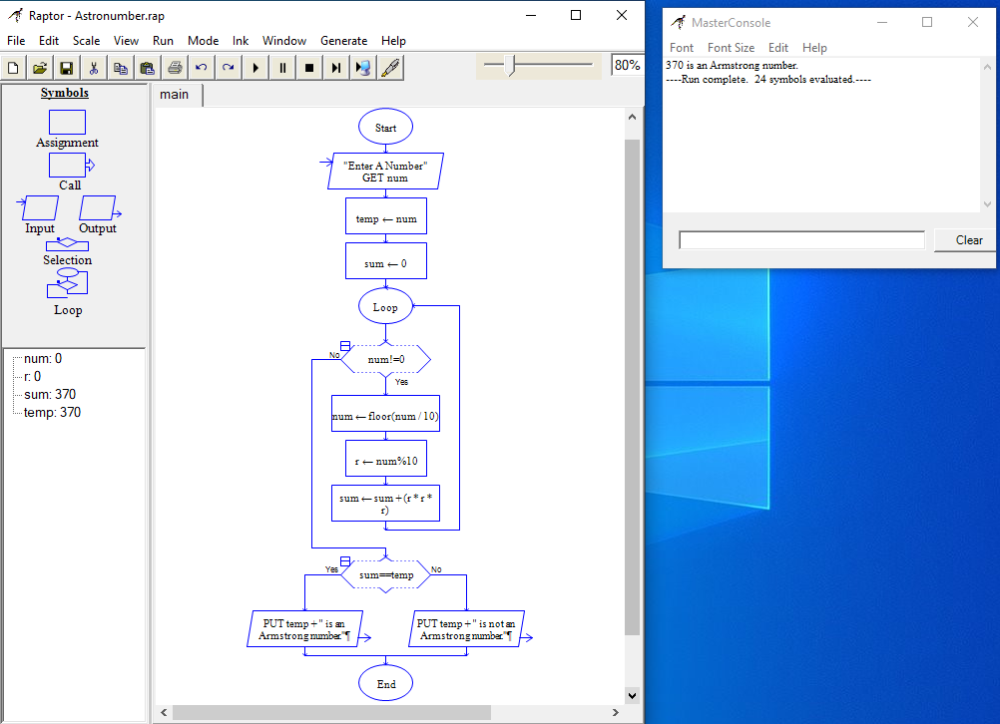 Raptor - Astronumber.rap
File Edit Scale View Run Mode Ink Window Generate Help
80%
Symbols
Assignment
Call
Input Output
Selection
Loop
num: 0
r: 0
sum: 370
temp: 370
main
Start
"Enter A Number"
GET num
temp ← num
sum ← 0
Loop
No
num!=0
Yes
num ← floor(num / 10)
r ← num%10
sum ← sum + (r * r *
r)
Yes
sum==temp
No
PUT temp + " is an
Armstrong number."¶
PUT temp + " is not an
Armstrong number."¶
End
MasterConsole
Font Font Size Edit Help
370 is an Armstrong number.
----Run complete. 24 symbols evaluated.----
Clear